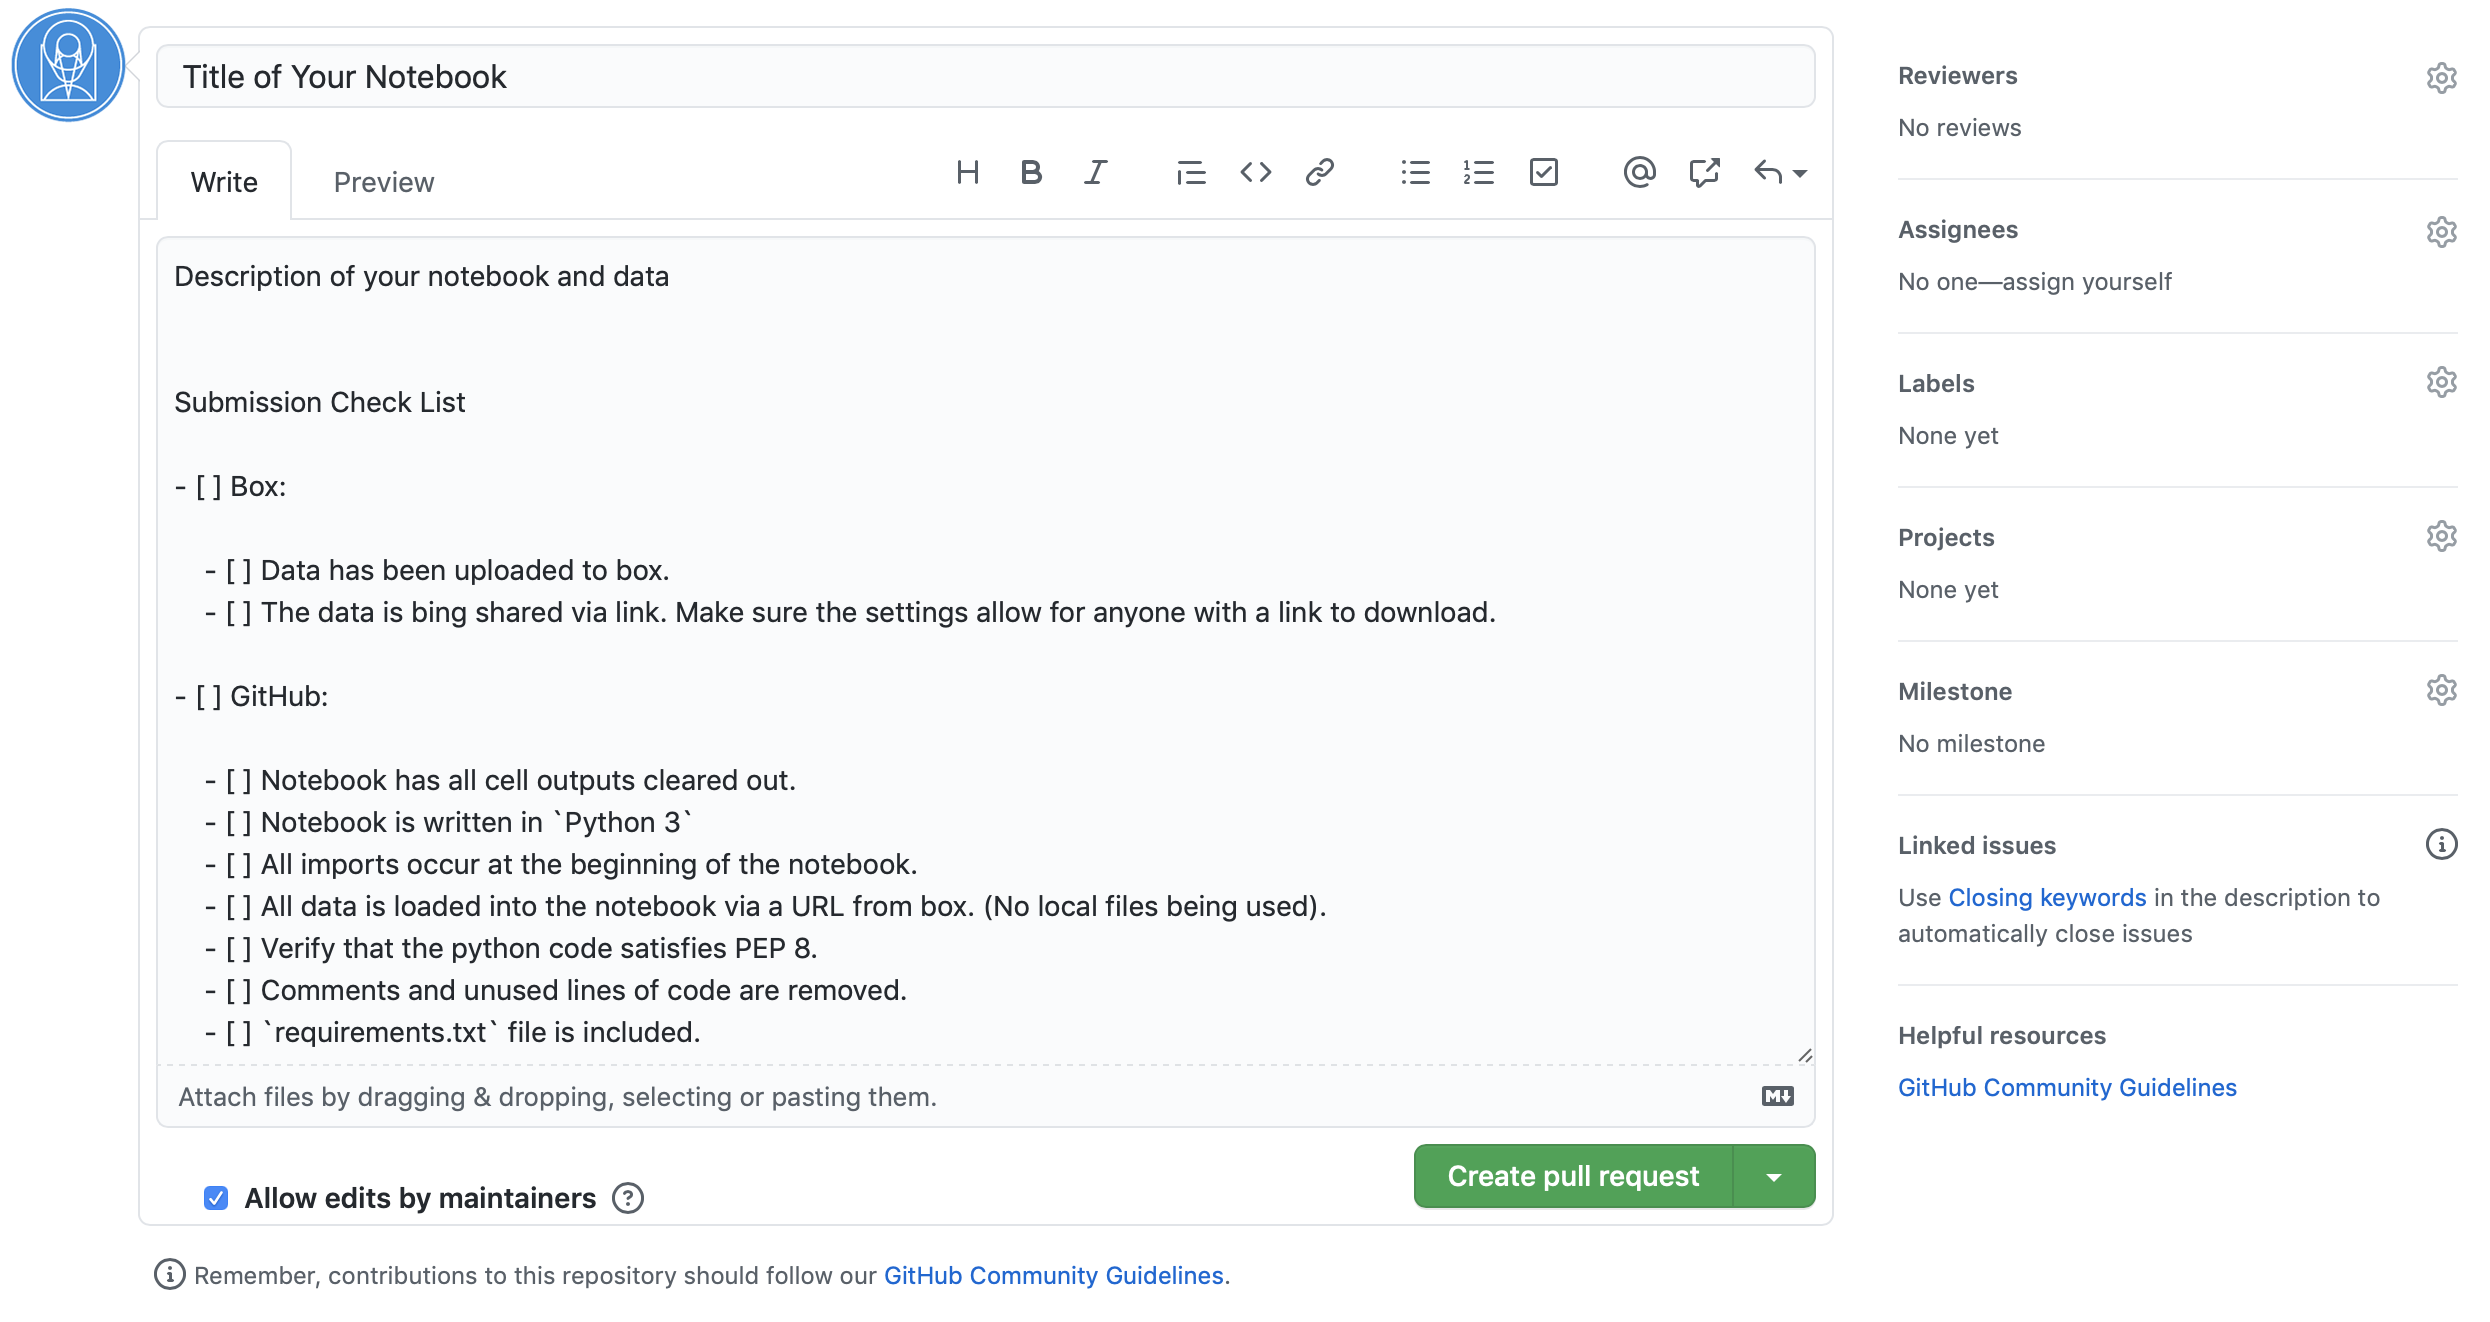 Title of Your Notebook
Write
Preview
Description of your notebook and data
Submission Check List
- [ ] Box:
- [ ] Data has been uploaded to box.
- [ ] The data is bing shared via link. Make sure the settings allow for anyone with a link to download.
- [ ] GitHub:
- [ ] Notebook has all cell outputs cleared out.
- [ ] Notebook is written in `Python 3`
- [ ] All imports occur at the beginning of the notebook.
- [ ] All data is loaded into the notebook via a URL from box. (No local files being used).
- [ ] Verify that the python code satisfies PEP 8.
- [ ] Comments and unused lines of code are removed.
- [ ] `requirements.txt` file is included.
Attach files by dragging & dropping, selecting or pasting them.
Allow edits by maintainers
Create pull request
Remember, contributions to this repository should follow our GitHub Community Guidelines.
Reviewers
No reviews
Assignees
No one—assign yourself
Labels
None yet
Projects
None yet
Milestone
No milestone
Linked issues
Use Closing keywords in the description to
automatically close issues
Helpful resources
GitHub Community Guidelines